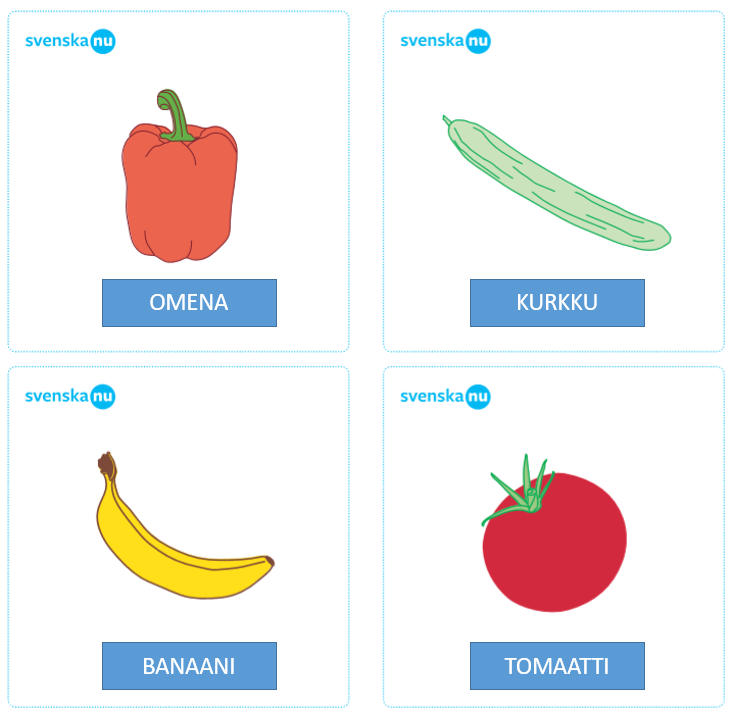 svenska nu
svenska nu
OMENA
KURKKU
svenska nu
svenska nu
BANAANI
TOMAATTI